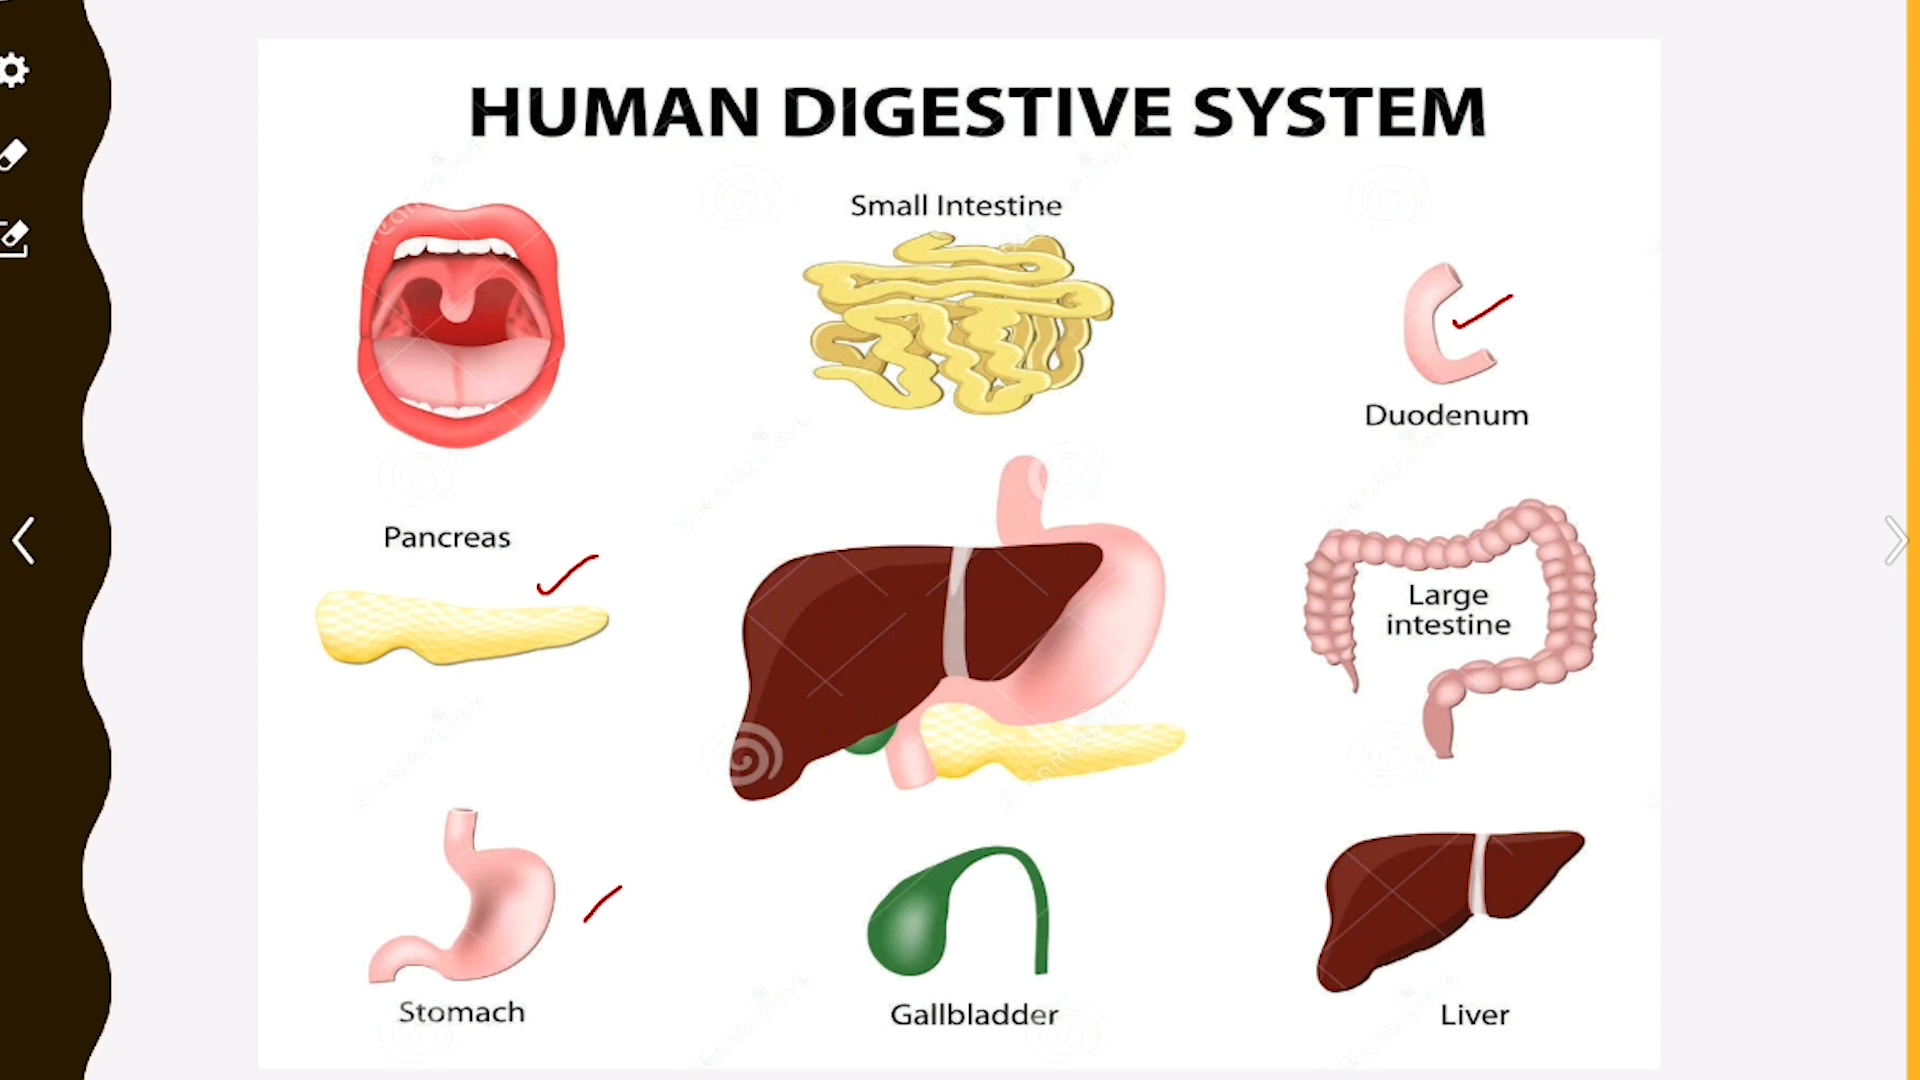 HUMAN DIGESTIVE SYSTEM
Small Intestine
Duodenum
Pancreas
Large
intestine
Stomach
Gallbladder
Liver